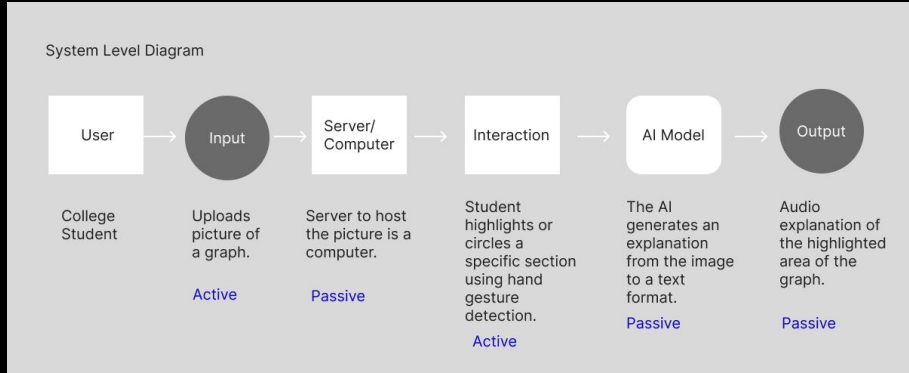 System Level Diagram
User
Input
Server/
Computer
Interaction
AI Model
Output
College
Student
Uploads
picture of
a graph.
Active
Server to host
the picture is a
computer.
Passive
Student
highlights or
circles a
specific section
using hand
gesture
detection.
Active
The AI
generates an
explanation
from the image
to a text
format.
Passive
Audio
explanation of
the highlighted
area of the
graph.
Passive